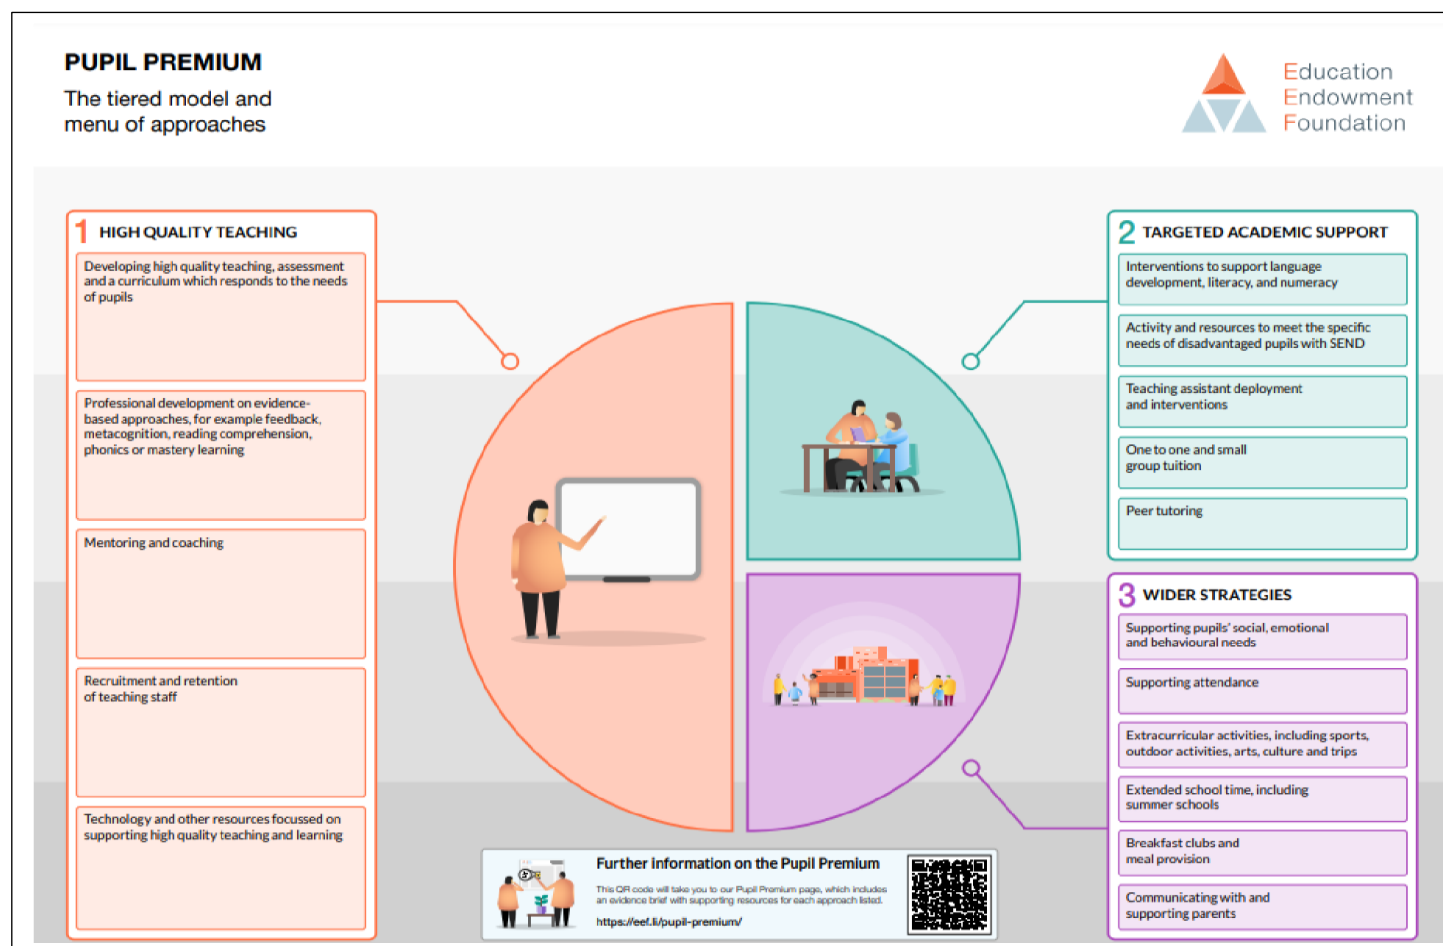 PUPIL PREMIUM
The tiered model and
menu of approaches
Education
Endowment
Foundation
1 HIGH QUALITY TEACHING
Developing high quality teaching, assessment
and a curriculum which responds to the needs
of pupils
Professional development on evidence-
based approaches, for example feedback,
metacognition, reading comprehension,
phonics or mastery learning
Mentoring and coaching
Recruitment and retention
of teaching staff
Technology and other resources focussed on
supporting high quality teaching and learning
2 TARGETED ACADEMIC SUPPORT
Interventions to support language
development, literacy, and numeracy
Activity and resources to meet the specific
needs of disadvantaged pupils with SEND
Teaching assistant deployment
and interventions
One to one and small
group tuition
Peer tutoring
3 WIDER STRATEGIES
Supporting pupils' social, emotional
and behavioural needs
Supporting attendance
Extracurricular activities, including sports,
outdoor activities, arts, culture and trips
Extended school time, including
summer schools
Breakfast clubs and
meal provision
Communicating with and
supporting parents
Further information on the Pupil Premium
This QR code will take you to our Pupil Premium page, which includes
an evidence brief with supporting resources for each approach listed.
https://eef.li/pupil-premium/